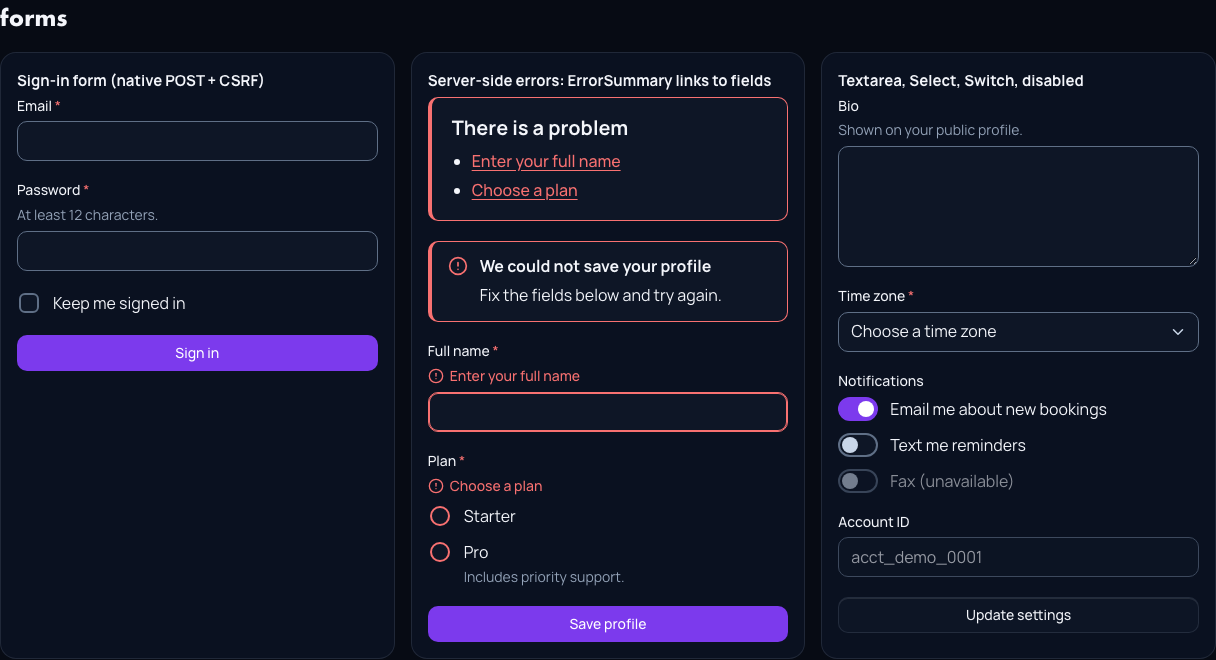 forms
Sign-in form (native POST + CSRF)
Email *
Password *
At least 12 characters.
Keep me signed in
Sign in
Server-side errors: ErrorSummary links to fields
There is a problem
Enter your full name
Choose a plan
We could not save your profile
Fix the fields below and try again.
Full name *
Enter your full name
Plan *
Choose a plan
Starter
Pro
Includes priority support.
Save profile
Textarea, Select, Switch, disabled
Bio
Shown on your public profile.
Time zone *
Choose a time zone
Notifications
Email me about new bookings
Text me reminders
Fax (unavailable)
Account ID
acct_demo_0001
Update settings